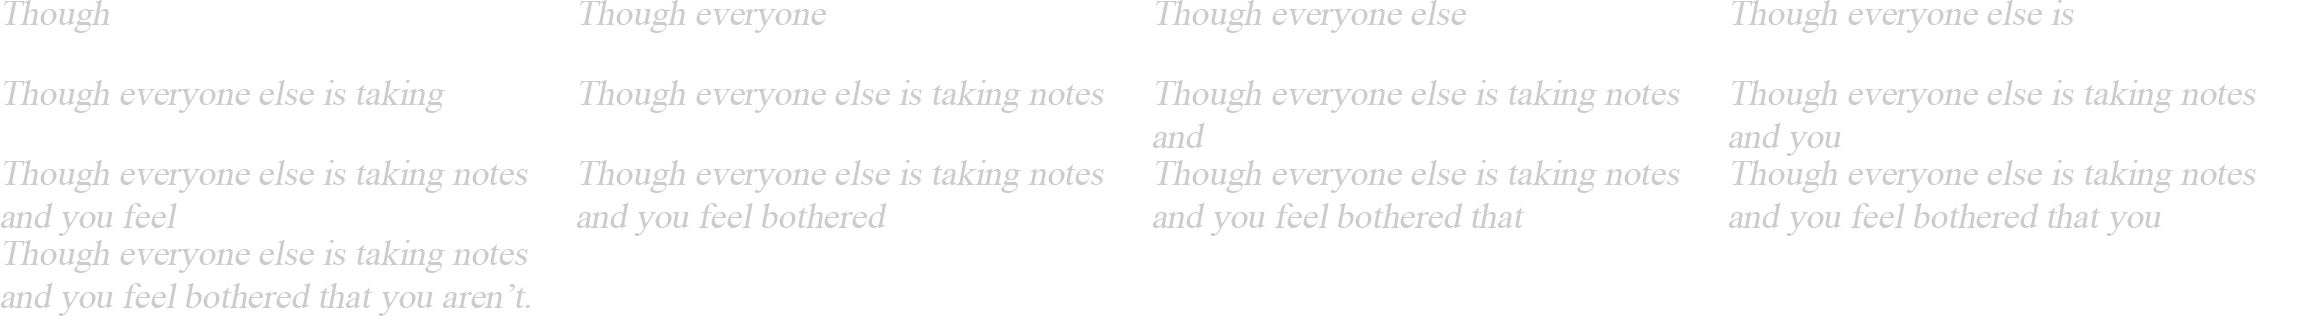 Though
Though everyone
Though everyone else
Though everyone else is
Though everyone else is taking
Though everyone else is taking notes
Though everyone else is taking notes
and
Though everyone else is taking notes
and you
Though everyone else is taking notes
and you feel
Though everyone else is taking notes
and you feel bothered
Though everyone else is taking notes
and you feel bothered that
Though everyone else is taking notes
and you feel bothered that you
Though everyone else is taking notes
and you feel bothered that you aren’t.